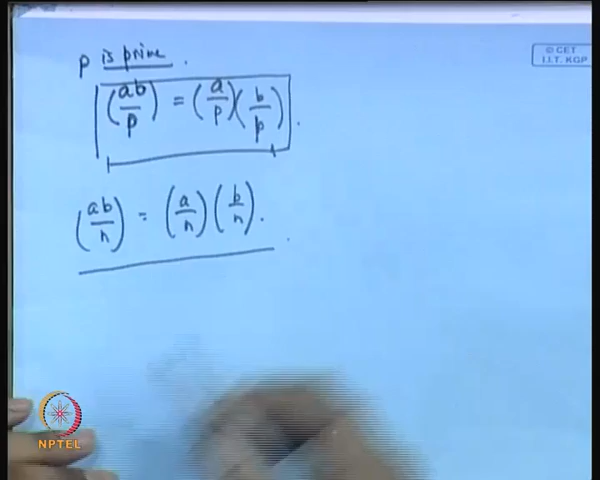 p is prime.
(ab/p) = (a/p)(b/p).
(ab/n) = (a/n)(b/n).
© CET
I.I.T. KGP
NPTEL